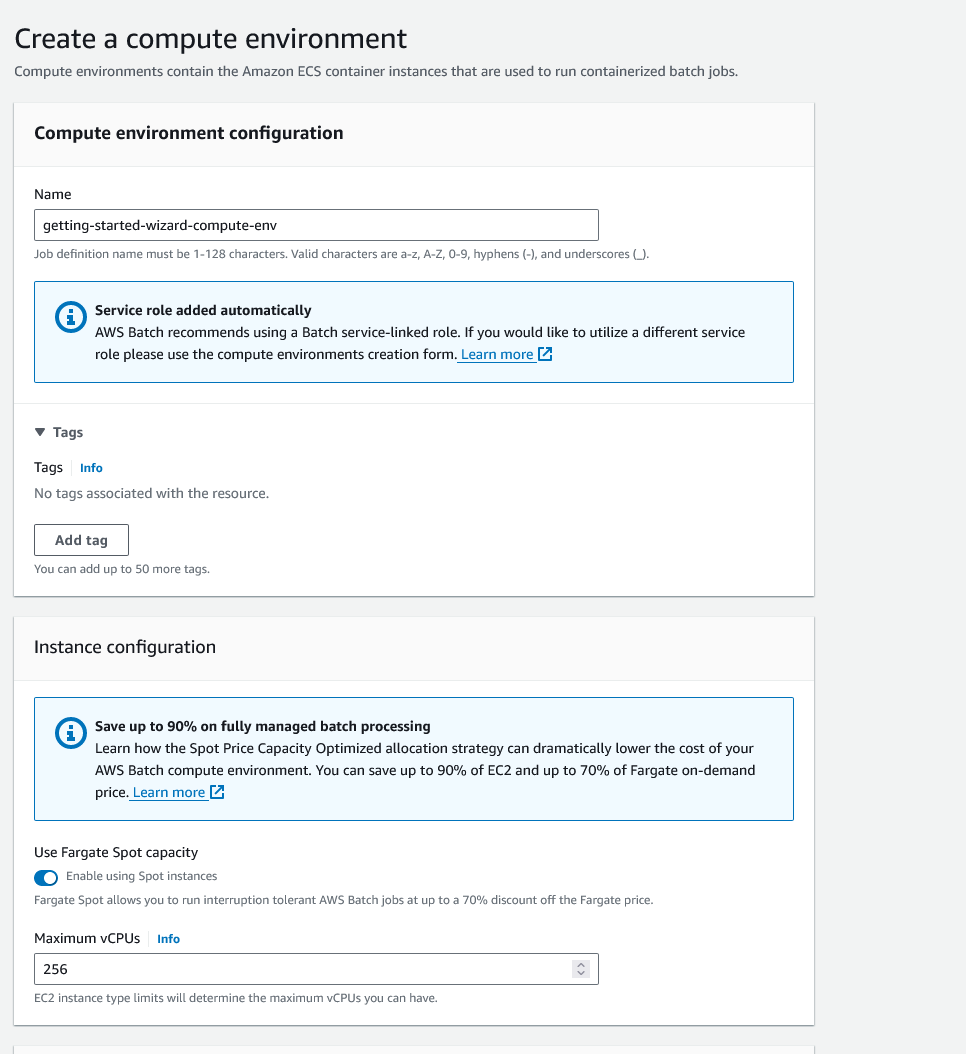 Create a compute environment
Compute environments contain the Amazon ECS container instances that are used to run containerized batch jobs.
Compute environment configuration
Name
getting-started-wizard-compute-env
Job definition name must be 1-128 characters. Valid characters are a-z, A-Z, 0-9, hyphens (-), and underscores (_).
Service role added automatically
AWS Batch recommends using a Batch service-linked role. If you would like to utilize a different service
role please use the compute environments creation form. Learn more
Tags
Tags Info
No tags associated with the resource.
Add tag
You can add up to 50 more tags.
Instance configuration
Save up to 90% on fully managed batch processing
Learn how the Spot Price Capacity Optimized allocation strategy can dramatically lower the cost of your
AWS Batch compute environment. You can save up to 90% of EC2 and up to 70% of Fargate on-demand
price. Learn more
Use Fargate Spot capacity
Enable using Spot instances
Fargate Spot allows you to run interruption tolerant AWS Batch jobs at up to a 70% discount off the Fargate price.
Maximum vCPUs Info
256
EC2 instance type limits will determine the maximum vCPUs you can have.